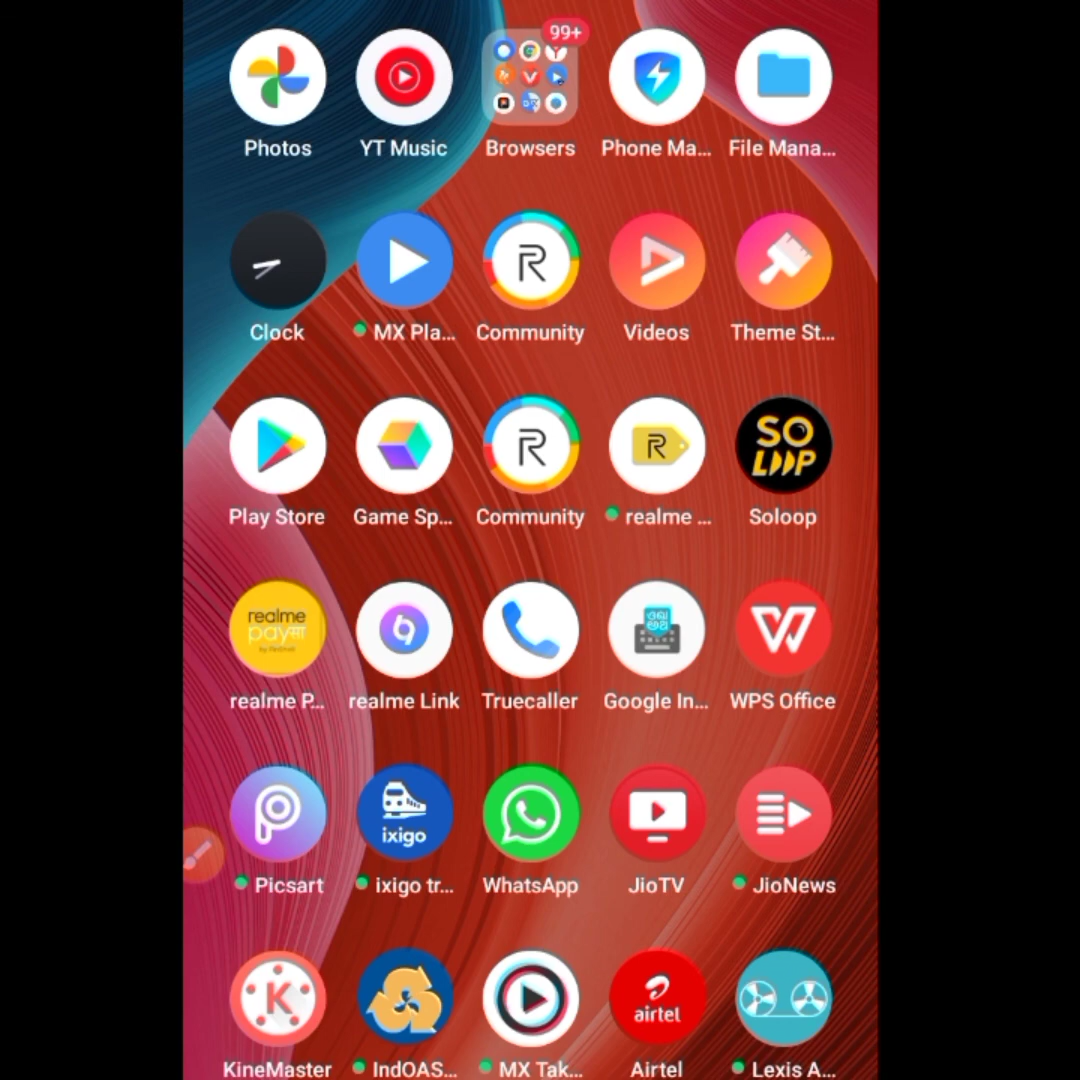 99+
Photos
YT Music
Browsers
Phone Ma...
File Mana...
Clock
MX Pla...
Community
Videos
Theme St...
SO
LOOP
Play Store
Game Sp...
Community
realme ...
Soloop
realme
payसा
realme P...
realme Link
Truecaller
Google In...
WPS Office
ixigo
Picsart
ixigo tr...
WhatsApp
JioTV
JioNews
K
airtel
KineMaster
IndOAS...
MX Tak...
Airtel
Lexis A...